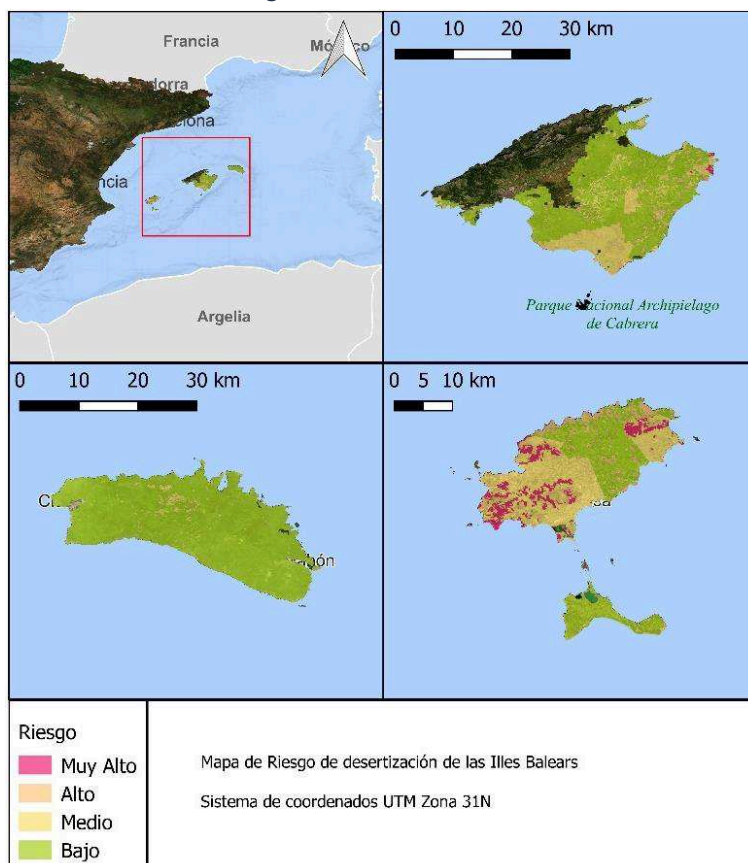 Francia
Argelia
0 10 20 30 km
Parque Nacional Archipielago
de Cabrera
0 10 20 30 km
0 5 10 km
Riesgo
Muy Alto
Alto
Medio
Bajo
Mapa de Riesgo de desertización de las Illes Balears
Sistema de coordenados UTM Zona 31N